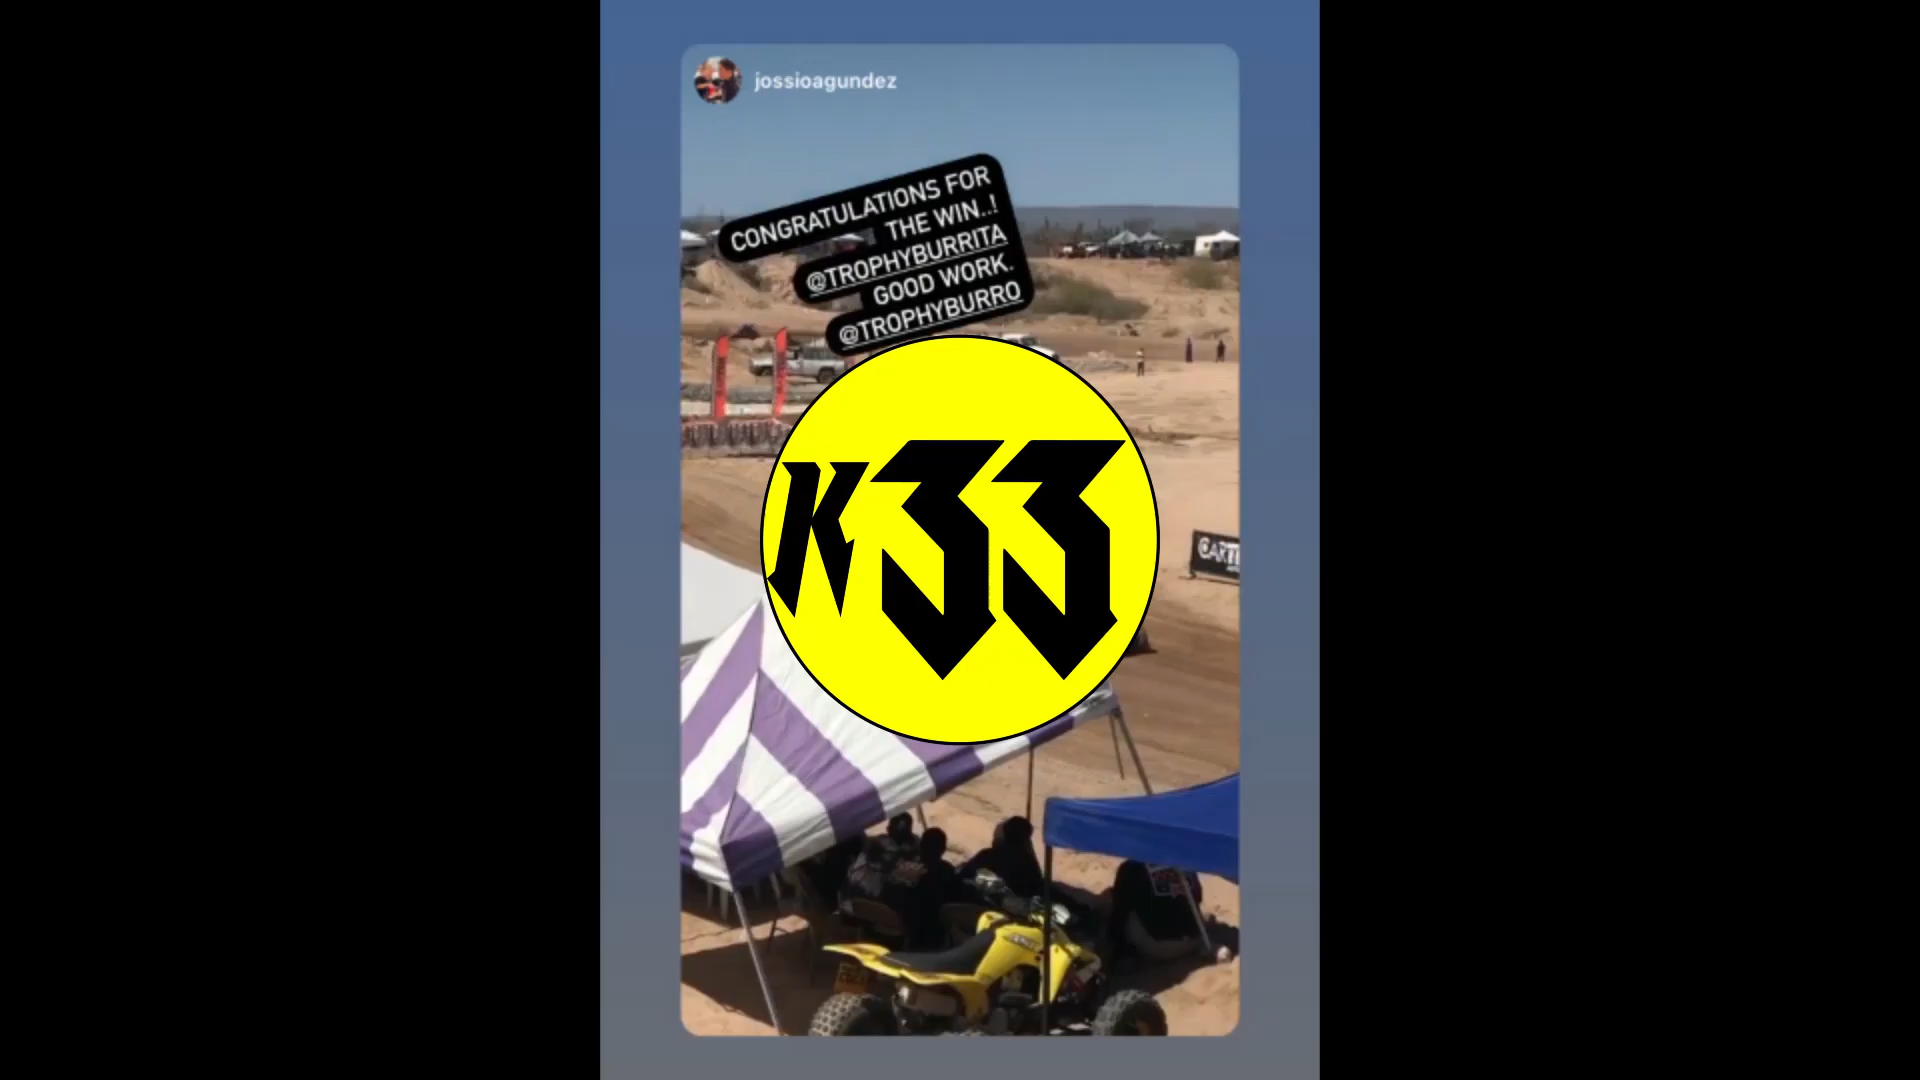 jossioagundez
CONGRATULATIONS FOR
THE WIN..!
@TROPHYBURRITA
GOOD WORK.
@TROPHYBURRO
K33